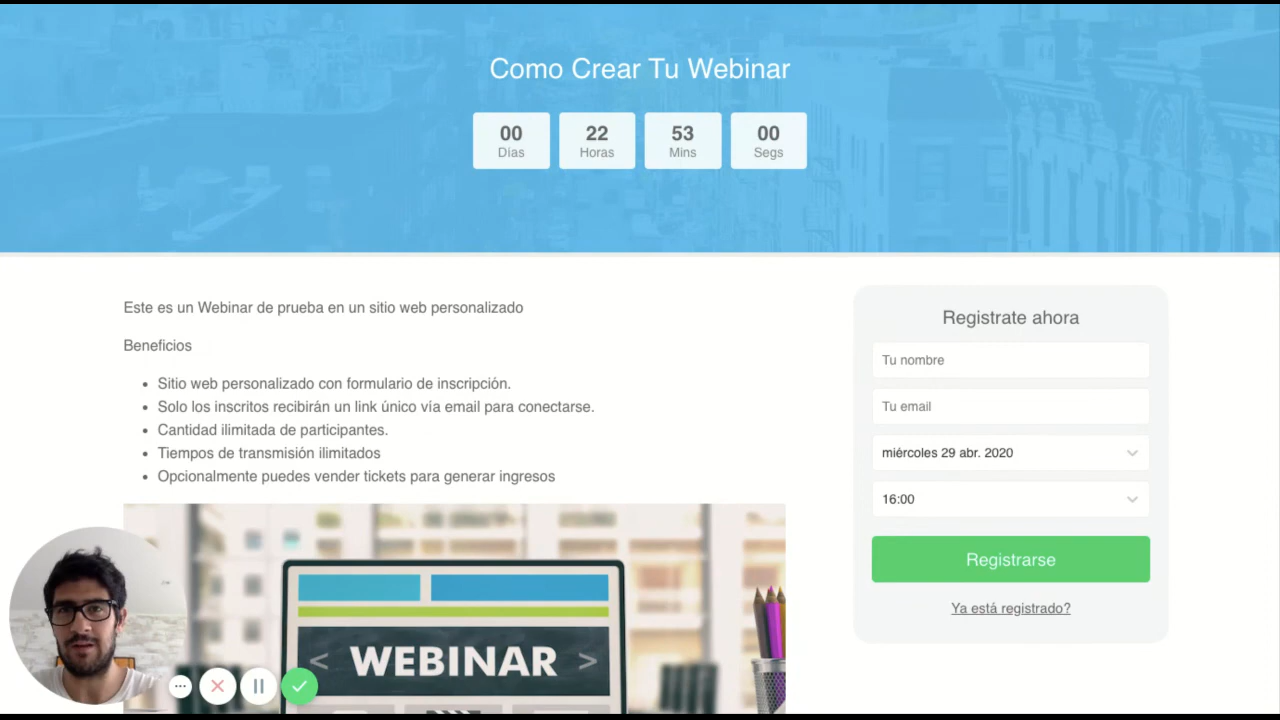 Como Crear Tu Webinar
00 22 53 00
Días Horas Mins Segs
Este es un Webinar de prueba en un sitio web personalizado
Beneficios
• Sitio web personalizado con formulario de inscripción.
• Solo los inscritos recibirán un link único vía email para conectarse.
• Cantidad ilimitada de participantes.
• Tiempos de transmisión ilimitados
• Opcionalmente puedes vender tickets para generar ingresos
< WEBINAR >
Registrate ahora
Tu nombre
Tu email
miércoles 29 abr. 2020
16:00
Registrarse
Ya está registrado?